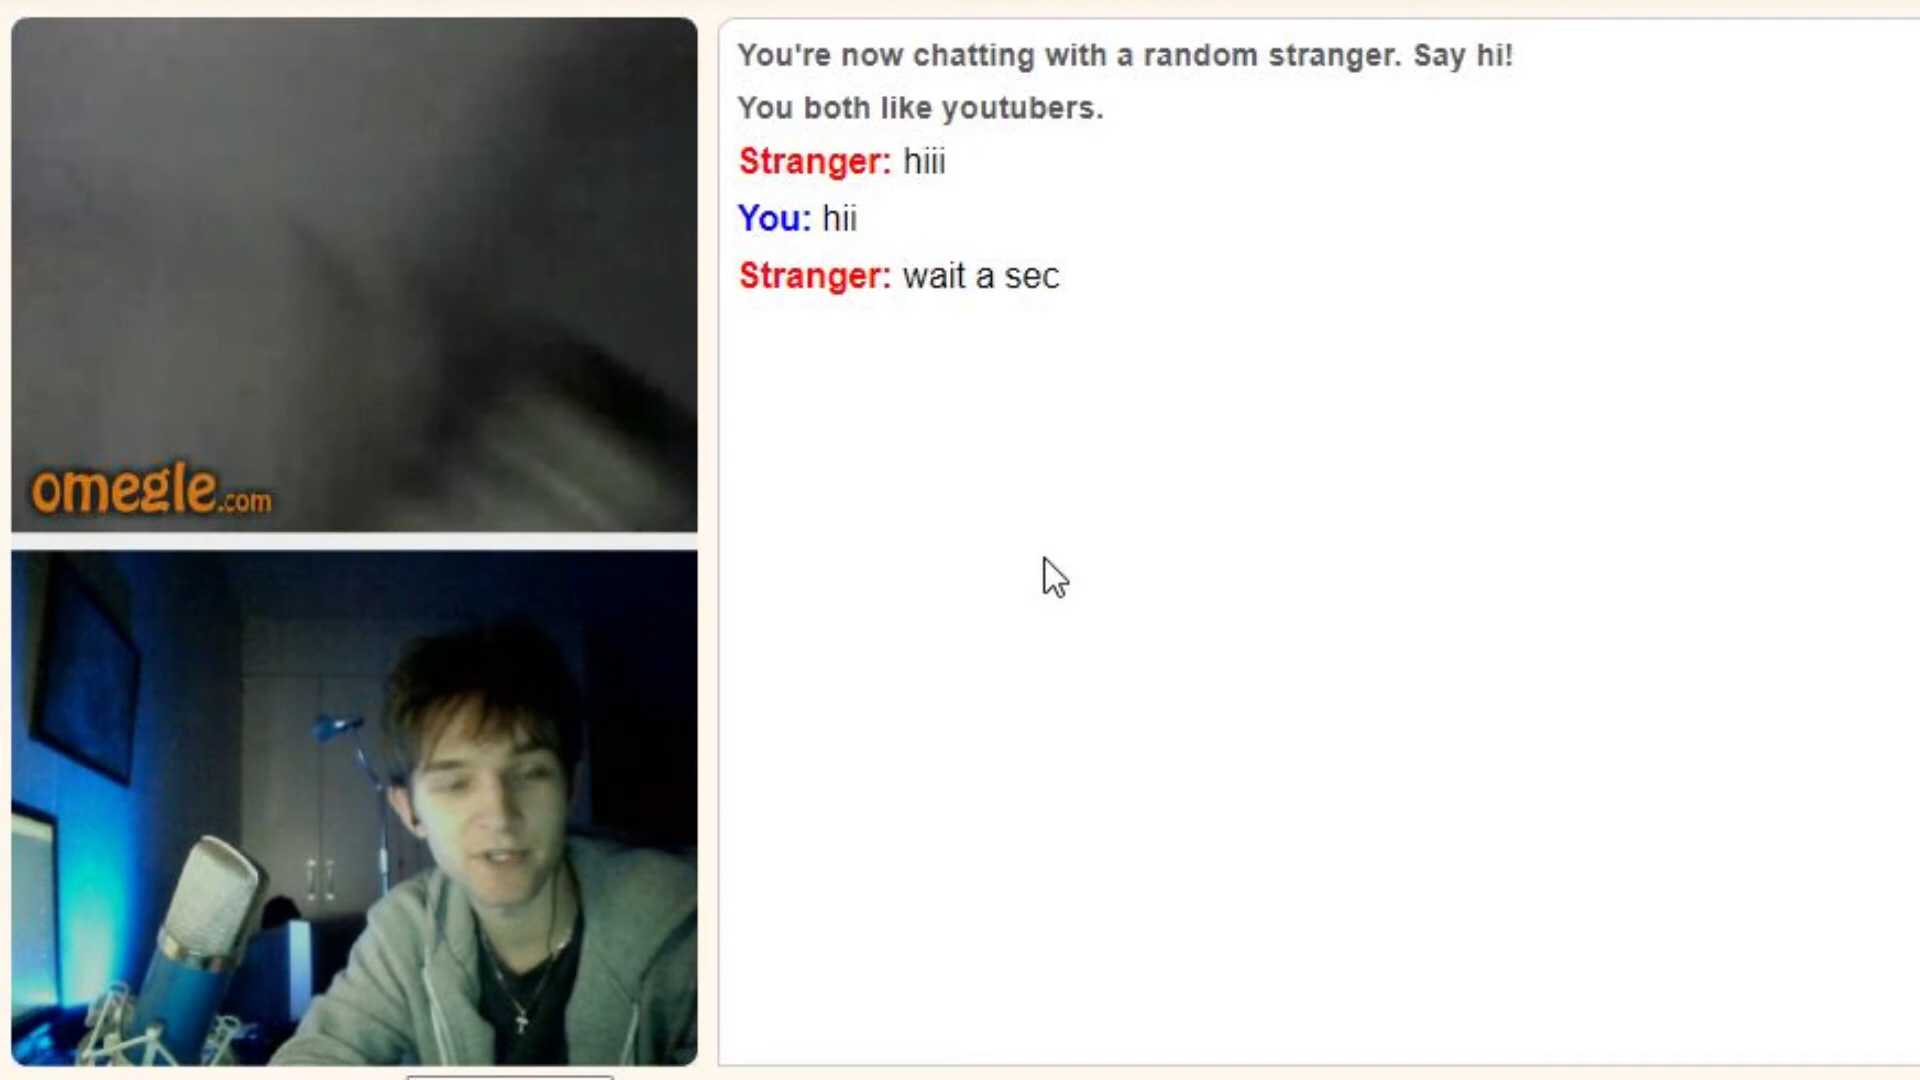 You're now chatting with a random stranger. Say hi!
You both like youtubers.
Stranger: hiii
You: hii
Stranger: wait a sec
omegle.com